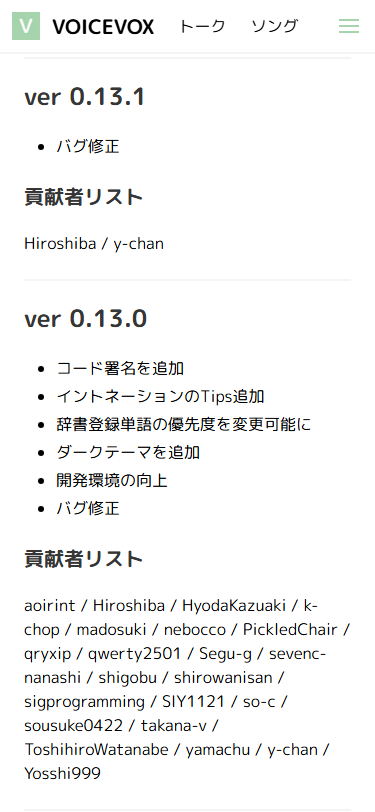 V VOICEVOX トーク ソング
ver 0.13.1
バグ修正
貢献者リスト
Hiroshiba / y-chan
ver 0.13.0
コード署名を追加
イントネーションのTips追加
辞書登録単語の優先度を変更可能に
ダークテーマを追加
開発環境の向上
バグ修正
貢献者リスト
aoirint / Hiroshiba / HyodaKazuaki / k-
chop / madosuki / nebocco / PickledChair /
qryxip / qwerty2501 / Segu-g / sevenc-
nanashi / shigobu / shirowanisan /
sigprogramming / SIY1121 / so-c /
sousuke0422 / takana-v /
ToshihiroWatanabe / yamachu / y-chan /
Yosshi999